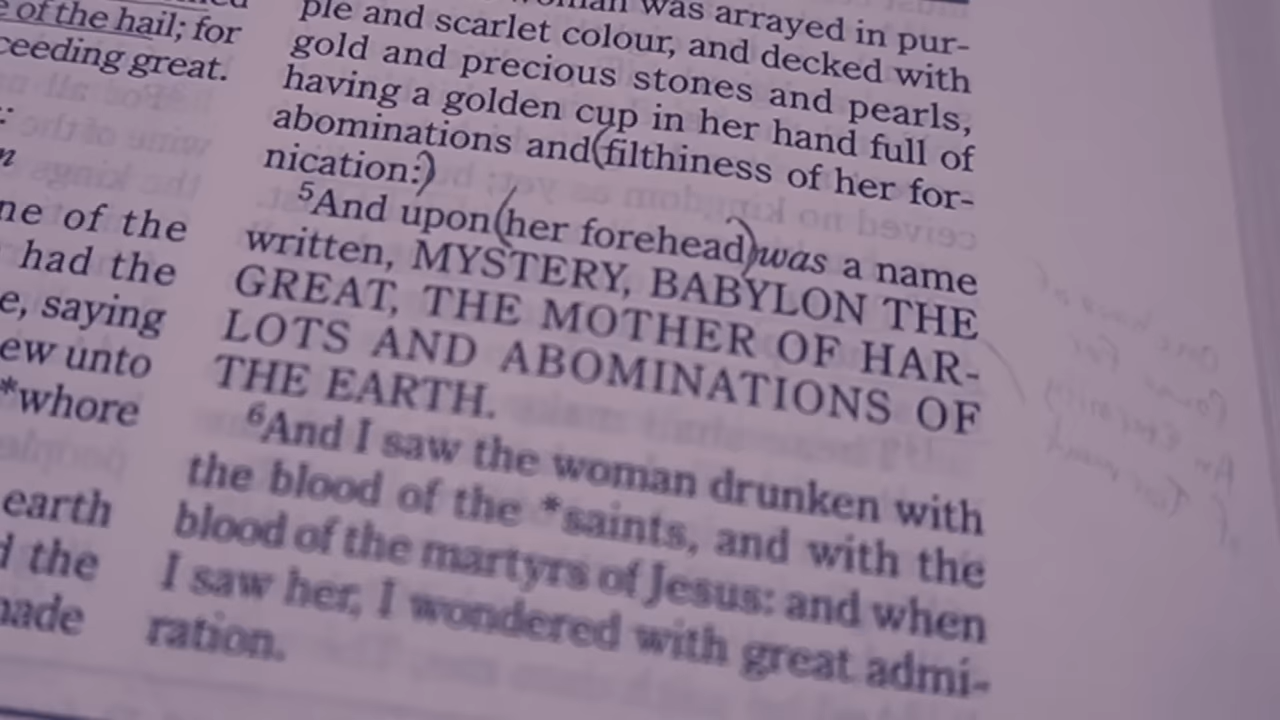 e of the hail; for
ceeding great.
n
ne of the
had the
e, saying
ew unto
*whore
earth
d the
nade
was arrayed in pur-
ple and scarlet colour, and decked with
gold and precious stones and pearls,
having a golden cup in her hand full of
abominations and (filthiness of her for-
nication:)
5And upon (her forehead) was a name
written, MYSTERY, BABYLON THE
GREAT, THE MOTHER OF HAR-
LOTS AND ABOMINATIONS OF
THE EARTH.
6And I saw the woman drunken with
the blood of the *saints, and with the
blood of the martyrs of Jesus: and when
I saw her, I wondered with great admi-
ration.